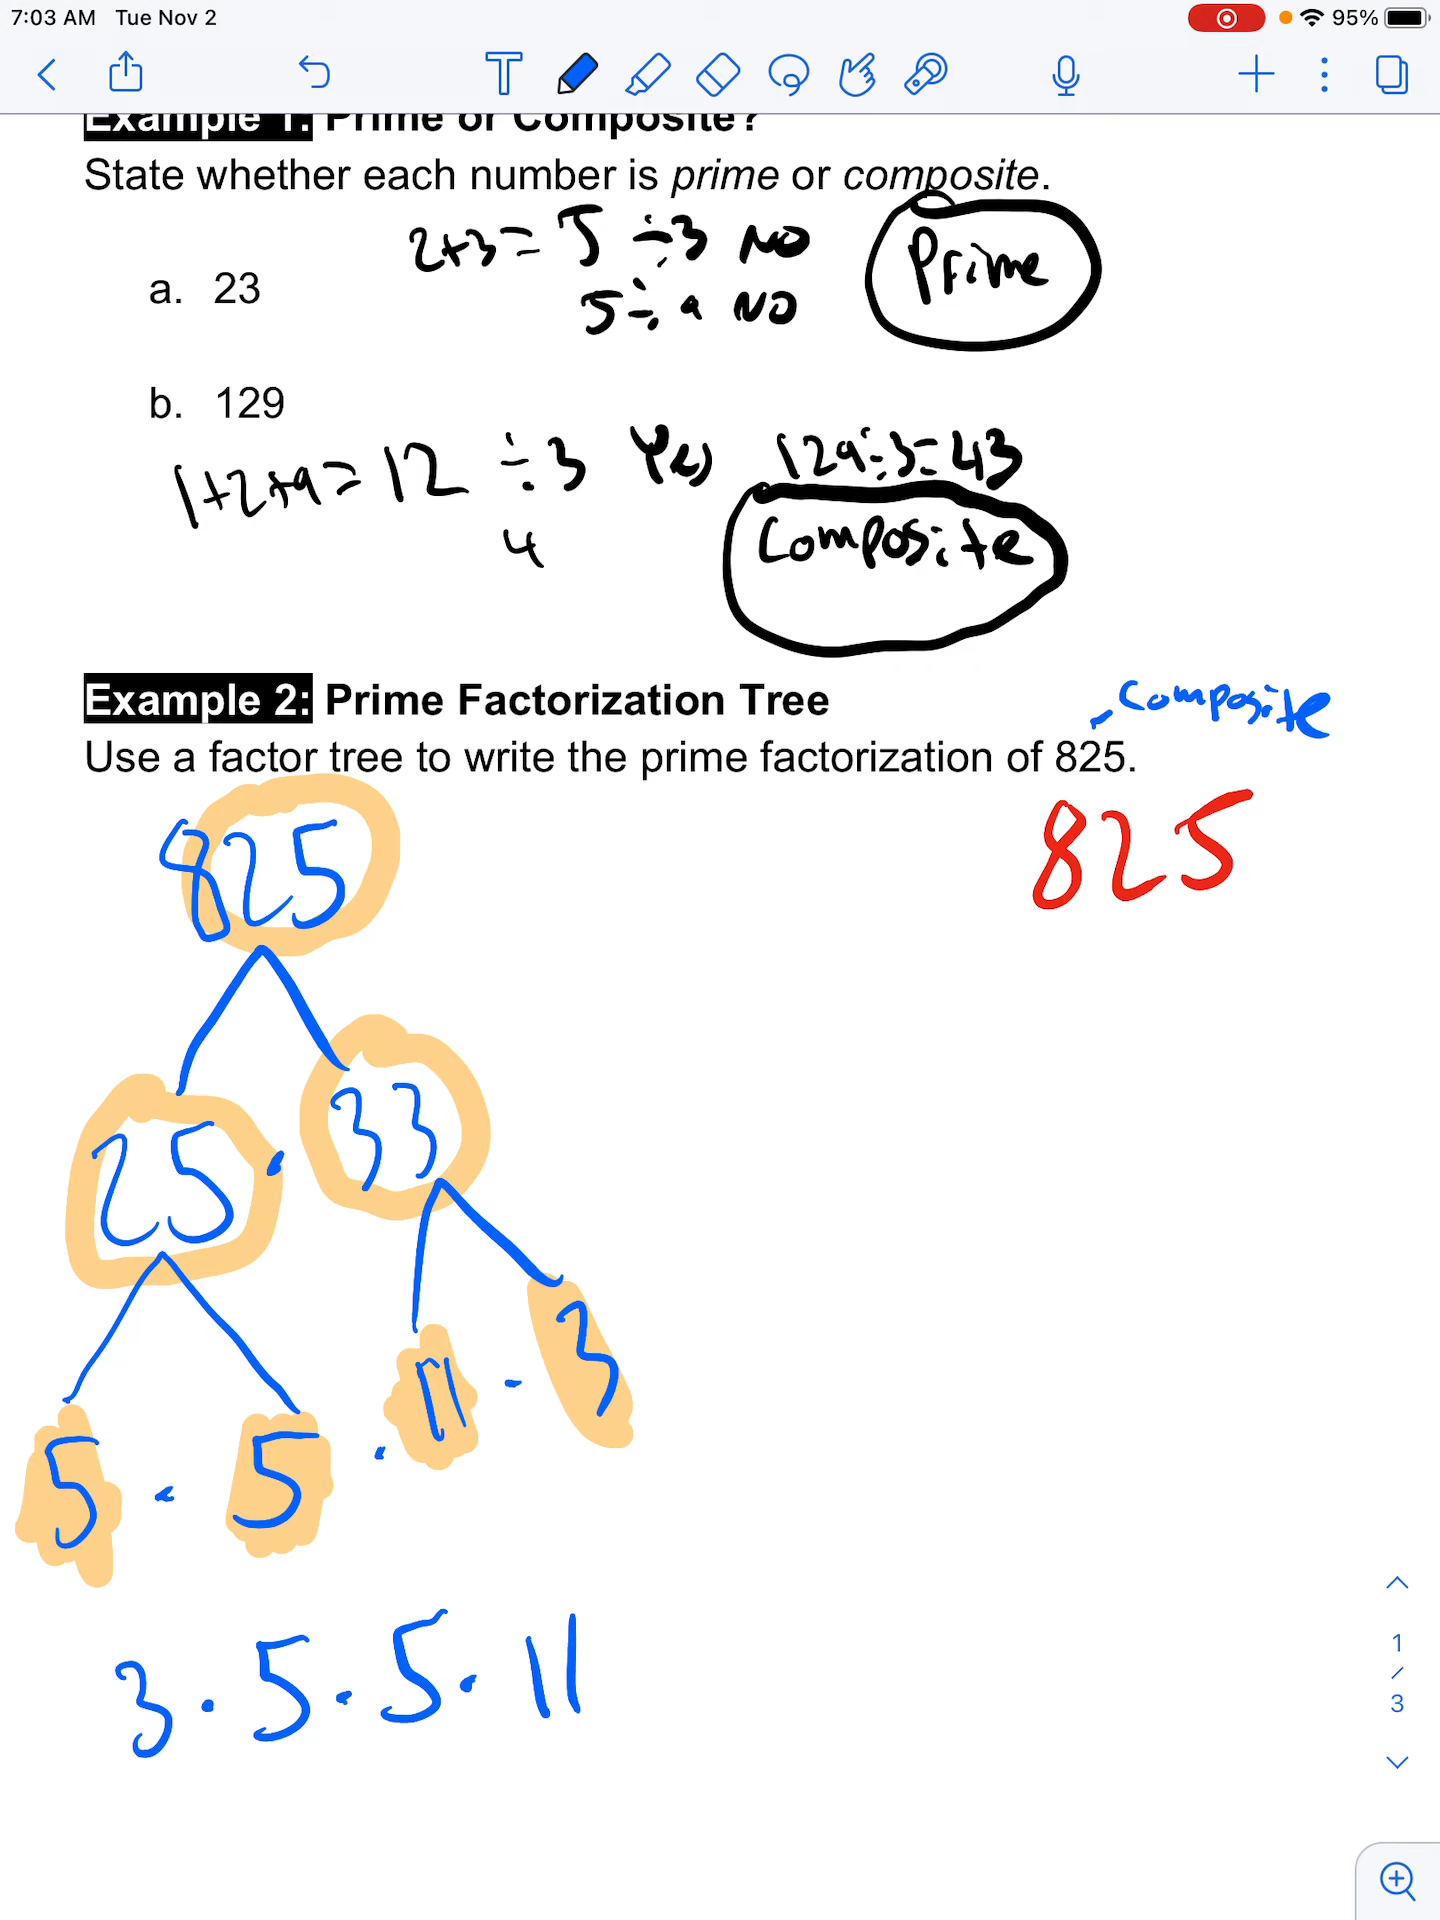 7:03 AM Tue Nov 2
95%
Example 1: Prime or Composite?
State whether each number is prime or composite.
2+3= 5 ÷3 NO
Prime
a. 23
5÷9 NO
b. 129
1+2+9= 12 ÷3 Yes 129÷3=43
4
Composite
Example 2: Prime Factorization Tree
Composite
Use a factor tree to write the prime factorization of 825.
825
825
25 · 33
5 · 5 · 11 · 3
3 · 5 · 5 · 11
1
/
3